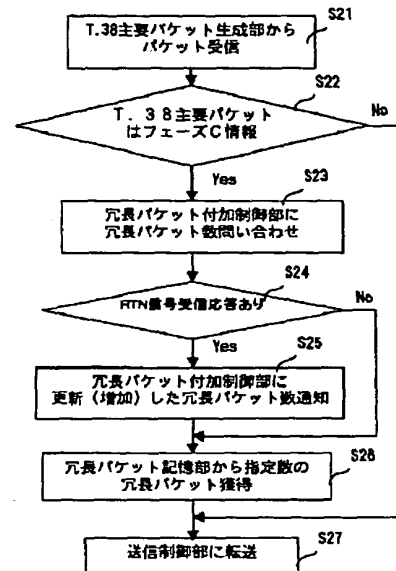 S21
T.38主要パケット生成部から
パケット受信
S22
T.38主要パケット
はフェーズC情報
No
Yes
S23
冗長パケット付加制御部に
冗長パケット数問い合わせ
S24
RTN信号受信応答あり
No
Yes
S25
冗長パケット付加制御部に
更新(増加)した冗長パケット数通知
S26
冗長パケット記憶部から指定数の
冗長パケット獲得
S27
送信制御部に転送